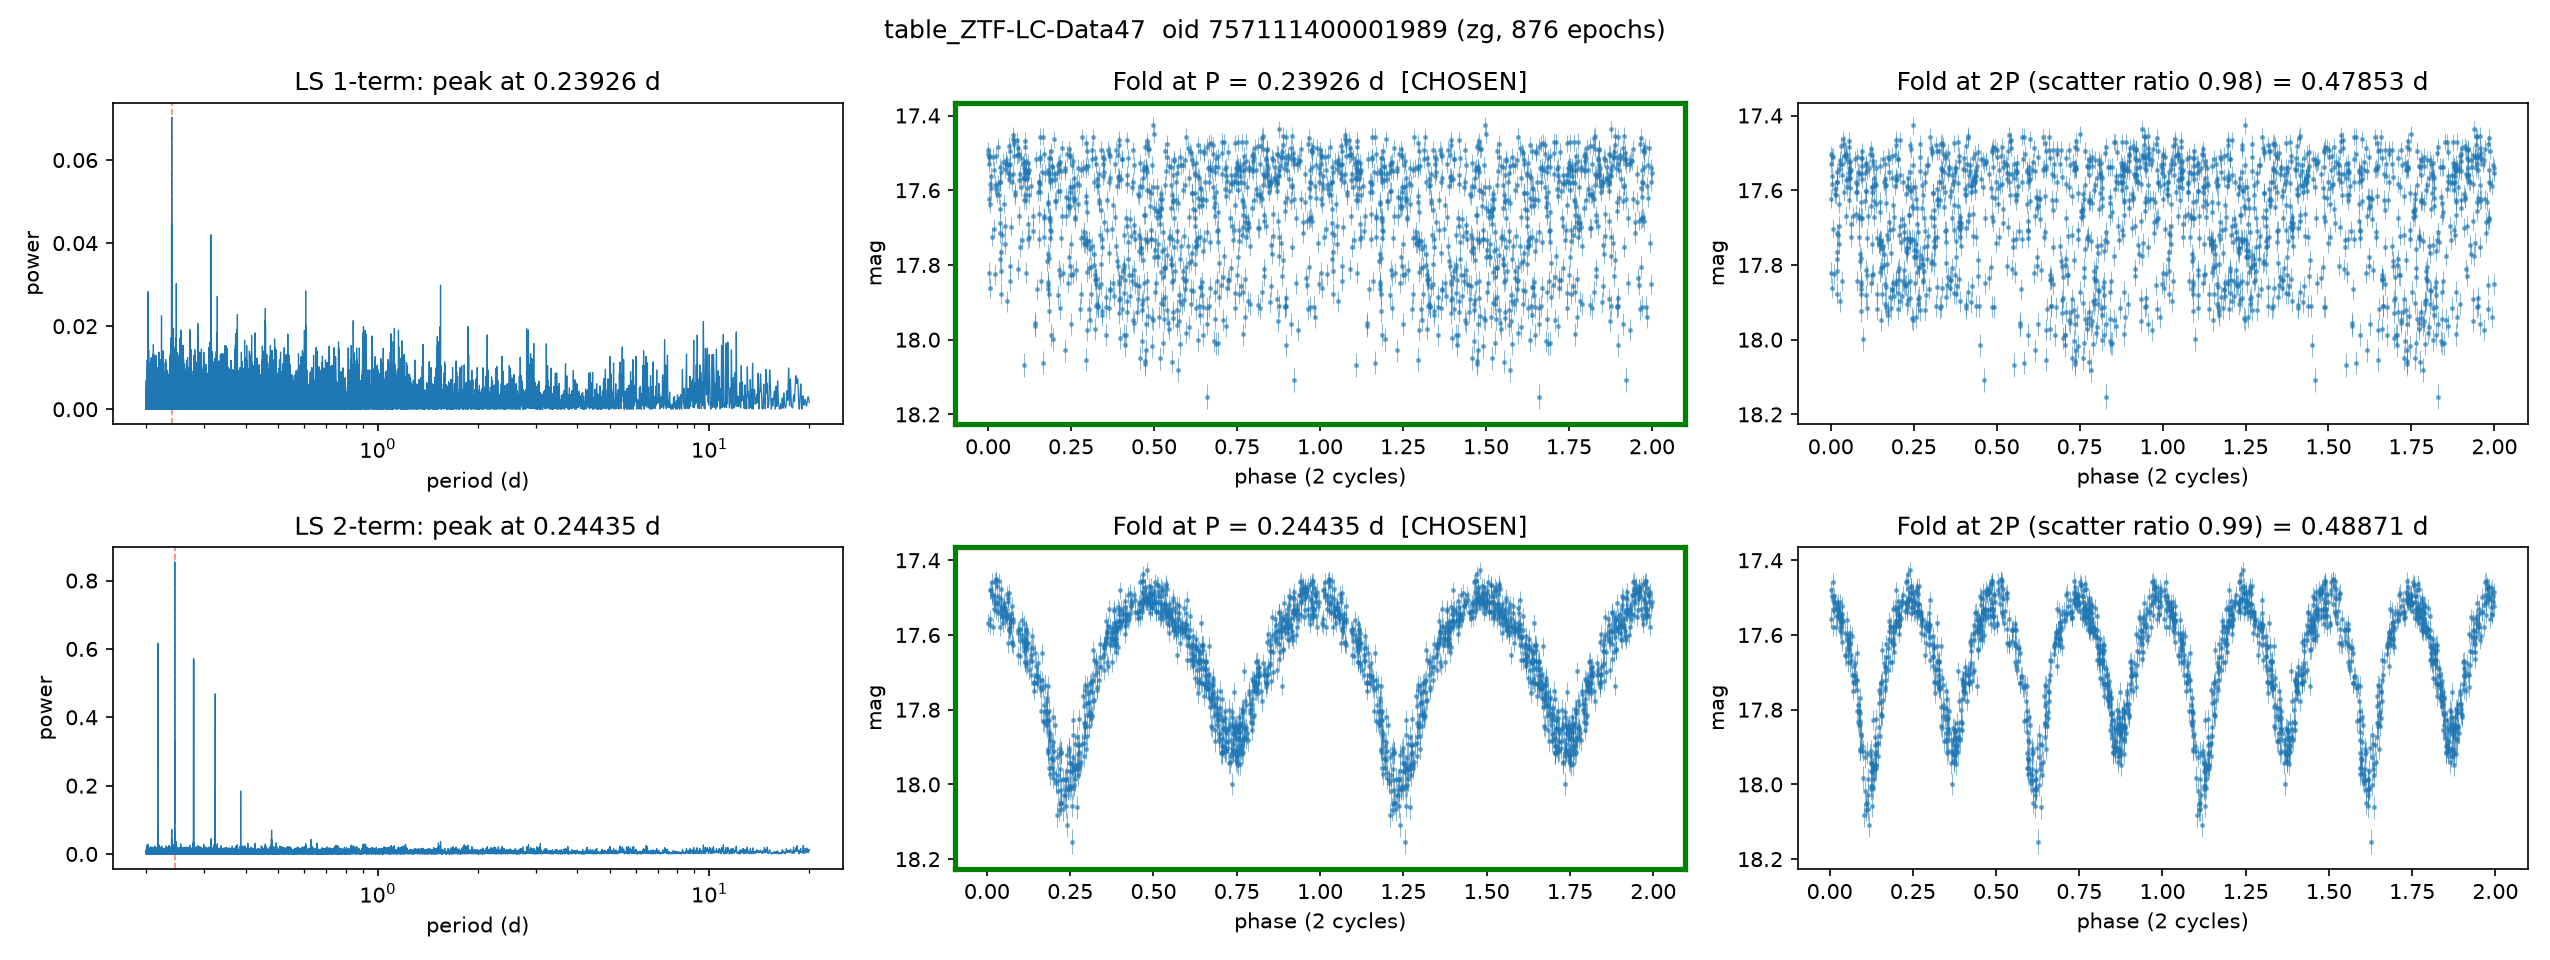 table_ZTF-LC-Data47  oid 757111400001989 (zg, 876 epochs)
LS 1-term: peak at 0.23926 d
power
0.06
0.04
0.02
0.00
10⁰
10¹
period (d)
Fold at P = 0.23926 d  [CHOSEN]
mag
17.4
17.6
17.8
18.0
18.2
0.00 0.25 0.50 0.75 1.00 1.25 1.50 1.75 2.00
phase (2 cycles)
Fold at 2P (scatter ratio 0.98) = 0.47853 d
mag
17.4
17.6
17.8
18.0
18.2
0.00 0.25 0.50 0.75 1.00 1.25 1.50 1.75 2.00
phase (2 cycles)
LS 2-term: peak at 0.24435 d
power
0.8
0.6
0.4
0.2
0.0
10⁰
10¹
period (d)
Fold at P = 0.24435 d  [CHOSEN]
mag
17.4
17.6
17.8
18.0
18.2
0.00 0.25 0.50 0.75 1.00 1.25 1.50 1.75 2.00
phase (2 cycles)
Fold at 2P (scatter ratio 0.99) = 0.48871 d
mag
17.4
17.6
17.8
18.0
18.2
0.00 0.25 0.50 0.75 1.00 1.25 1.50 1.75 2.00
phase (2 cycles)